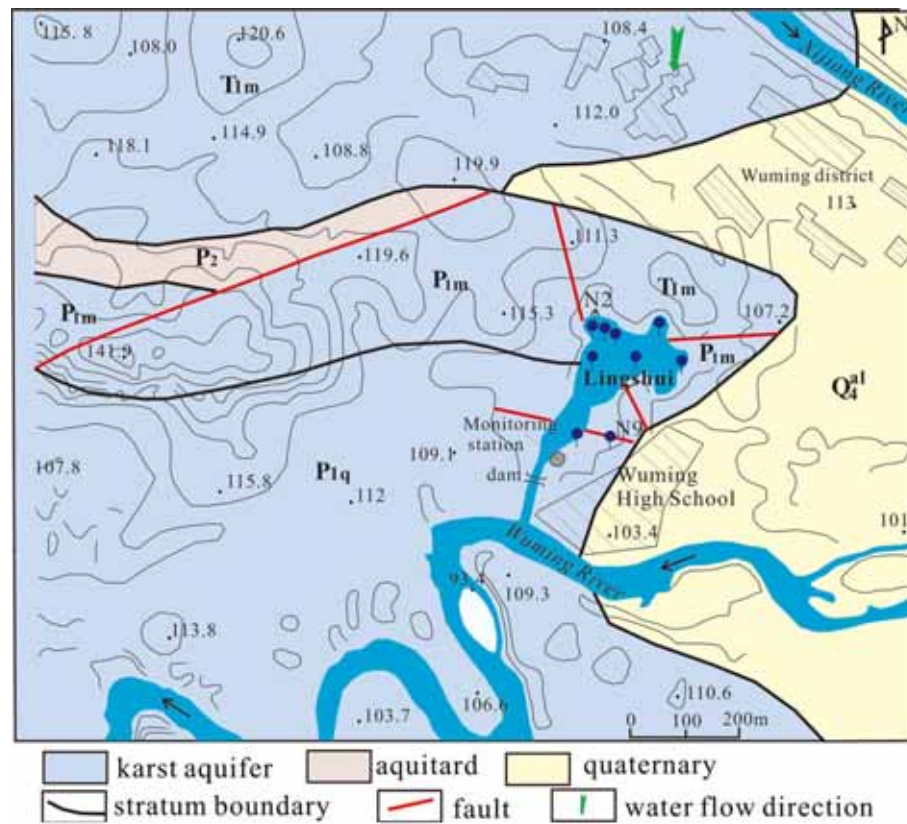 115.8
108.0
120.6
T1m
114.9
118.1
108.8
108.4
112.0
119.9
N
Xijiang River
Wuming district
113
P2
119.6
P1m
P1m
141.9
111.3
115.3
N2
T1m
107.2
P1m
Lingshui
Q4al
Monitoring
station
109.1
N9
dam
Wuming
High School
103.4
107.8
115.8
P1q
112
Wuming River
101
93.4
109.3
113.8
103.7
106.6
110.6
0 100 200m
karst aquifer
aquitard
quaternary
stratum boundary
fault
water flow direction